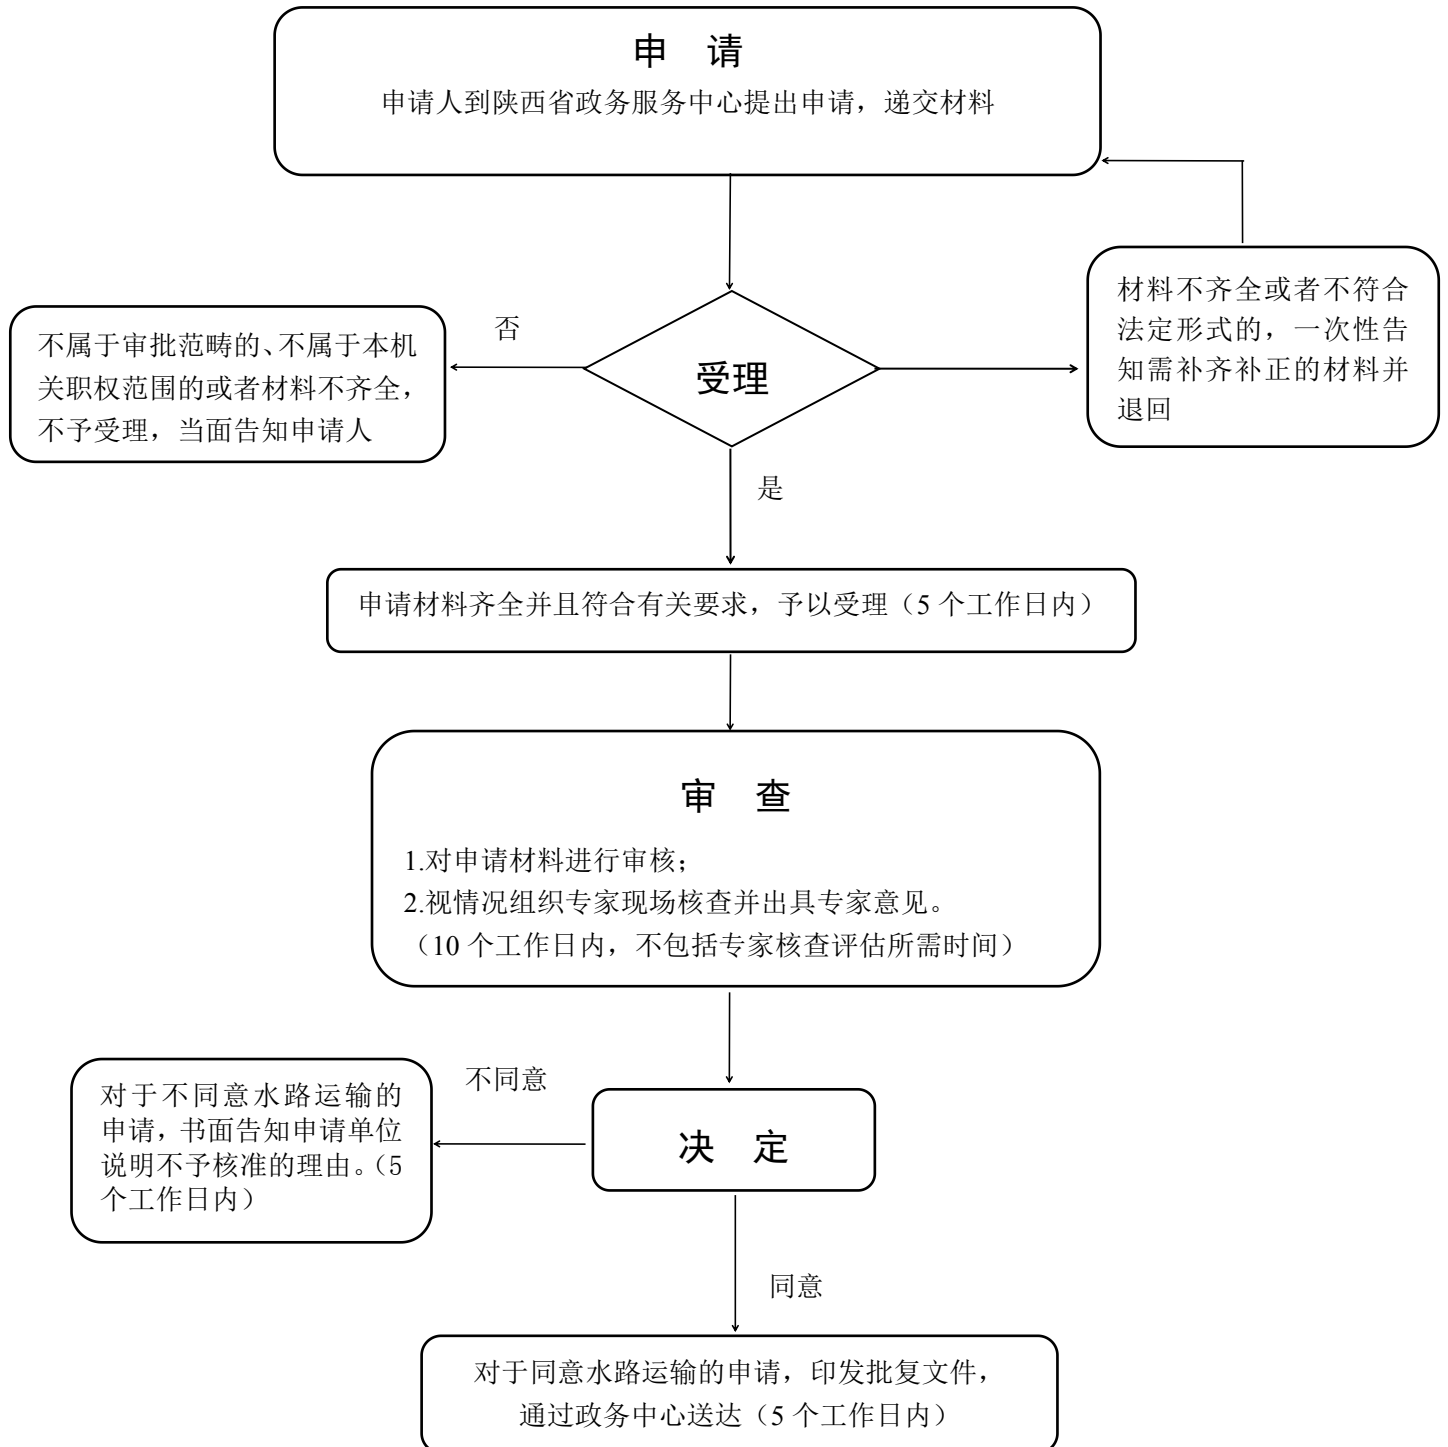 申 请
申请人到陕西省政务服务中心提出申请，递交材料
材料不齐全或者不符合
法定形式的，一次性告
知需补齐补正的材料并
退回
否
不属于审批范畴的、不属于本机
关职权范围的或者材料不齐全，
不予受理，当面告知申请人
受理
是
申请材料齐全并且符合有关要求，予以受理（5 个工作日内）
审 查
1.对申请材料进行审核；
2.视情况组织专家现场核查并出具专家意见。
（10 个工作日内，不包括专家核查评估所需时间）
不同意
对于不同意水路运输的
申请，书面告知申请单位
说明不予核准的理由。（5
个工作日内）
决 定
同意
对于同意水路运输的申请，印发批复文件，
通过政务中心送达（5 个工作日内）